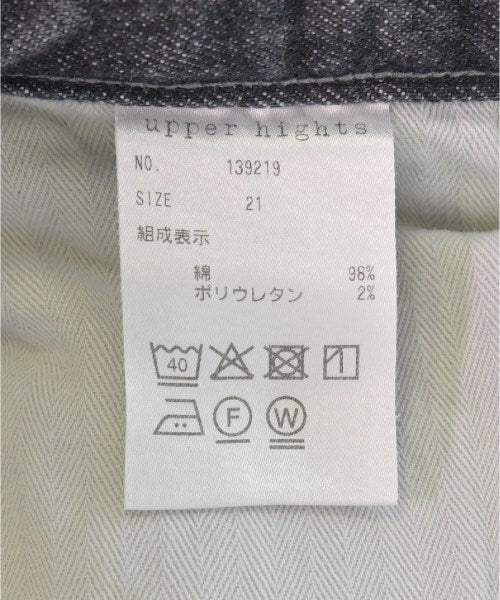 upper hights
NO. 139219
SIZE 21
組成表示
綿 98%
ポリウレタン 2%
40
F W